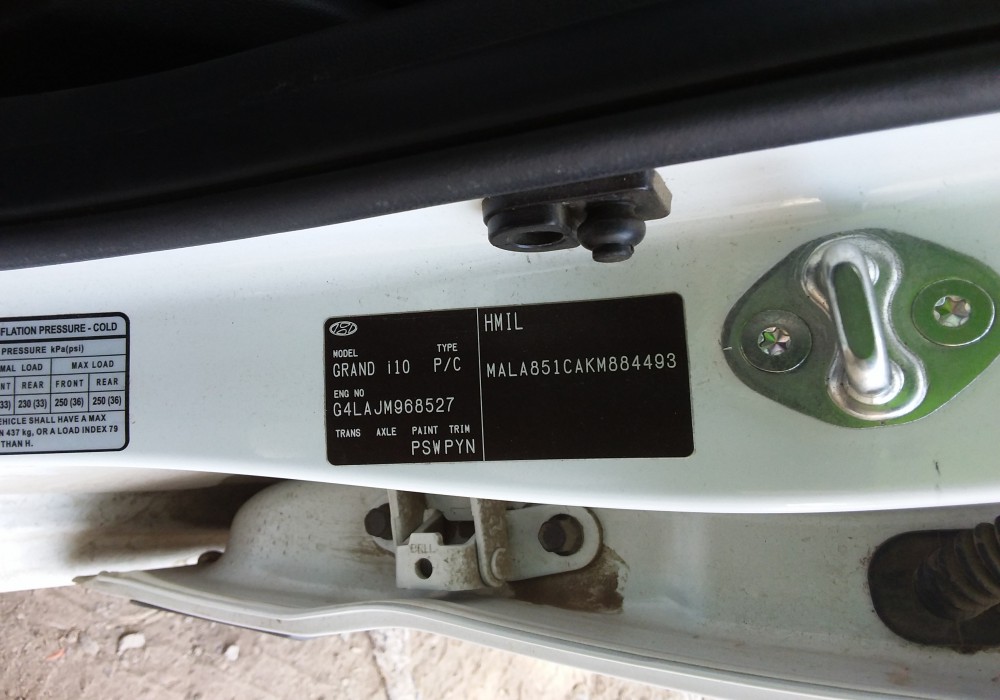 FLATION PRESSURE - COLD
PRESSURE kPa(psi)
MAL LOAD MAX LOAD
NT REAR FRONT REAR
33) 230 (33) 250 (36) 250 (36)
EHICLE SHALL HAVE A MAX
N 437 kg, OR A LOAD INDEX 79
THAN H.
HMIL
MODEL TYPE
GRAND i10 P/C
MALA851CAKM884493
ENG NO
G4LAJM968527
TRANS AXLE PAINT TRIM
PSWPYN